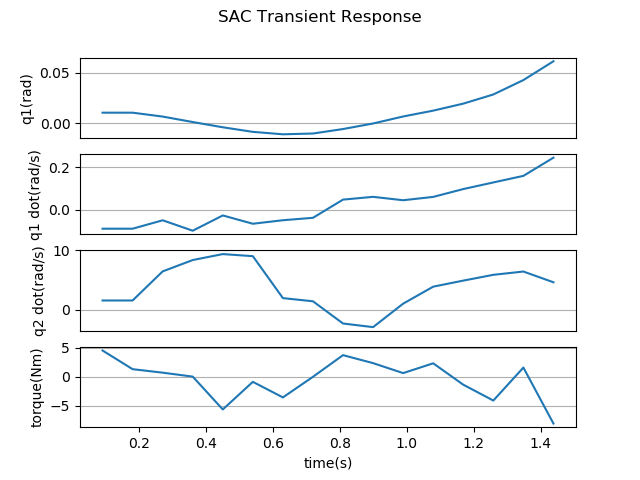 SAC Transient Response
q1(rad)
0.05
0.00
q1 dot(rad/s)
0.2
0.0
q2 dot(rad/s)
10
0
torque(Nm)
5
0
−5
0.2 0.4 0.6 0.8 1.0 1.2 1.4
time(s)